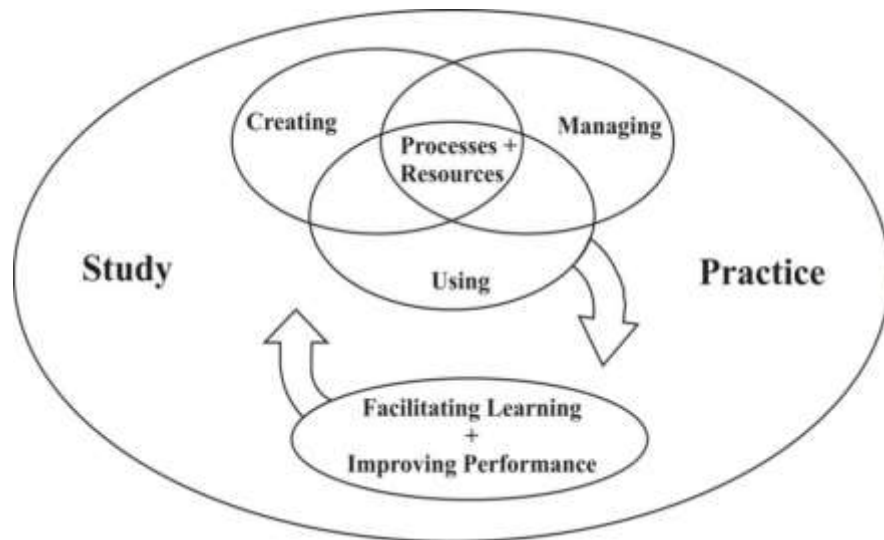 Creating
Managing
Processes +
Resources
Study
Practice
Using
Facilitating Learning
+
Improving Performance